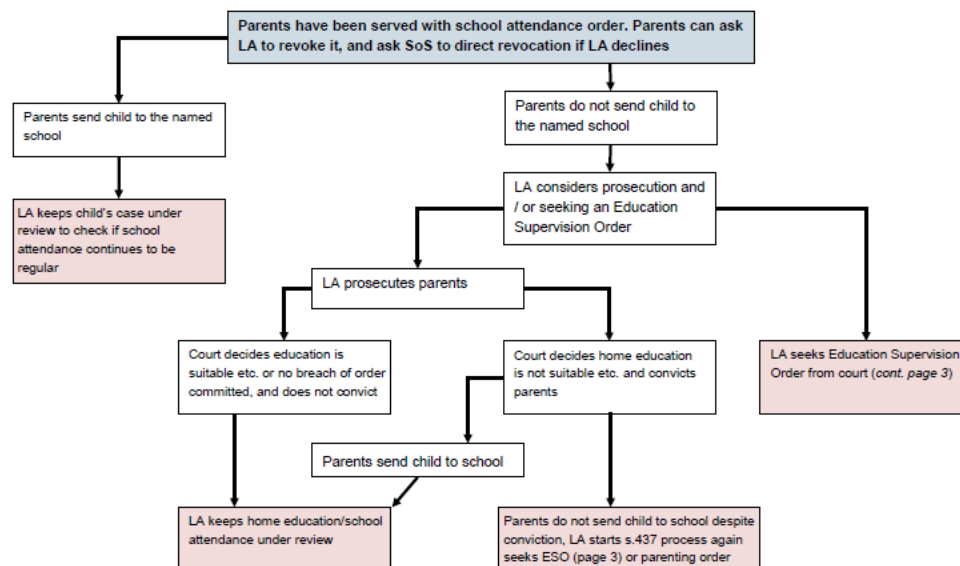 Parents have been served with school attendance order. Parents can ask
LA to revoke it, and ask SoS to direct revocation if LA declines
Parents send child to the named
school
Parents do not send child to
the named school
LA keeps child's case under
review to check if school
attendance continues to be
regular
LA considers prosecution and
/ or seeking an Education
Supervision Order
LA prosecutes parents
Court decides education is
suitable etc. or no breach of order
committed, and does not convict
Court decides home education
is not suitable etc. and convicts
parents
LA seeks Education Supervision
Order from court (cont. page 3)
Parents send child to school
LA keeps home education/school
attendance under review
Parents do not send child to school despite
conviction, LA starts s.437 process again
seeks ESO (page 3) or parenting order